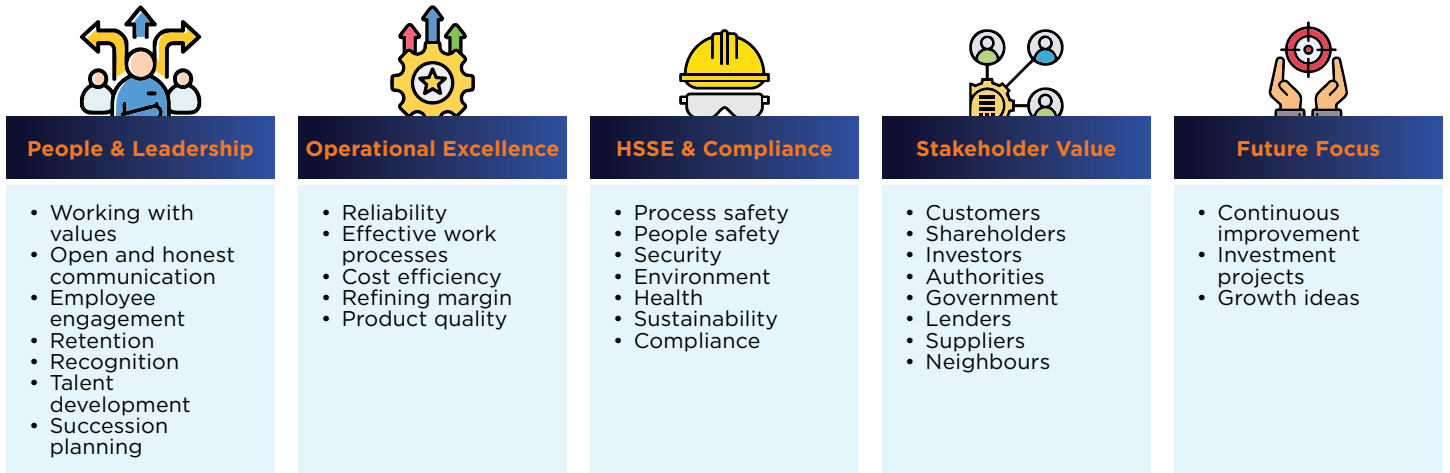 People & Leadership
• Working with
values
• Open and honest
communication
• Employee
engagement
• Retention
• Recognition
• Talent
development
• Succession
planning
Operational Excellence
• Reliability
• Effective work
processes
• Cost efficiency
• Refining margin
• Product quality
HSSE & Compliance
• Process safety
• People safety
• Security
• Environment
• Health
• Sustainability
• Compliance
Stakeholder Value
• Customers
• Shareholders
• Investors
• Authorities
• Government
• Lenders
• Suppliers
• Neighbours
Future Focus
• Continuous
improvement
• Investment
projects
• Growth ideas